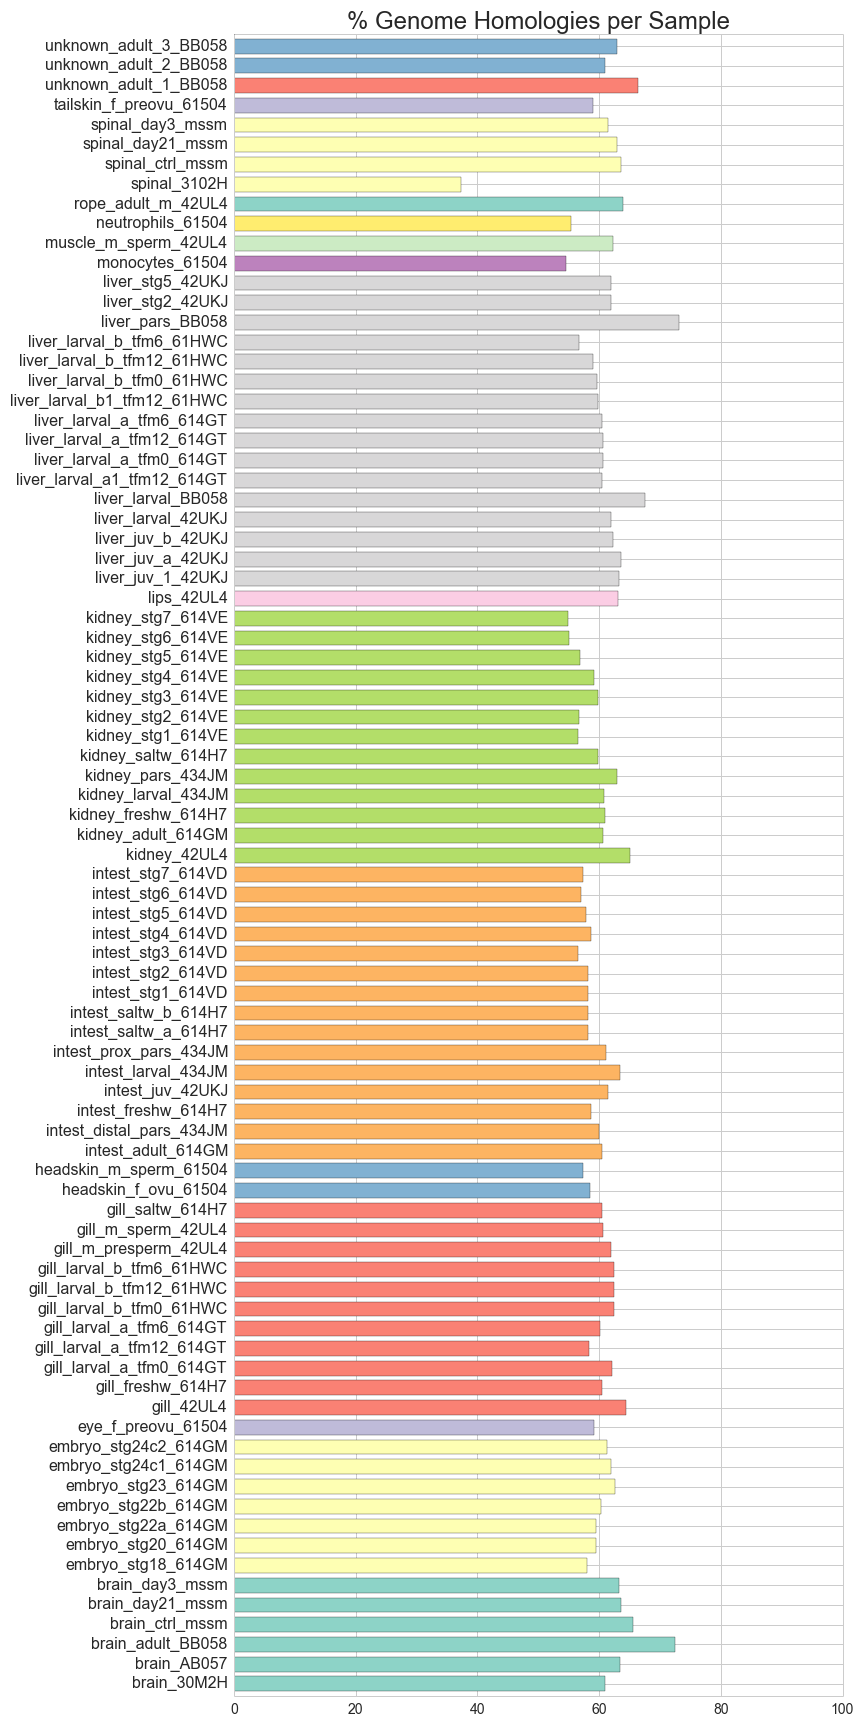 % Genome Homologies per Sample
unknown_adult_3_BB058
unknown_adult_2_BB058
unknown_adult_1_BB058
tailskin_f_preovu_61504
spinal_day3_mssm
spinal_day21_mssm
spinal_ctrl_mssm
spinal_3102H
rope_adult_m_42UL4
neutrophils_61504
muscle_m_sperm_42UL4
monocytes_61504
liver_stg5_42UKJ
liver_stg2_42UKJ
liver_pars_BB058
liver_larval_b_tfm6_61HWC
liver_larval_b_tfm12_61HWC
liver_larval_b_tfm0_61HWC
liver_larval_b1_tfm12_61HWC
liver_larval_a_tfm6_614GT
liver_larval_a_tfm12_614GT
liver_larval_a_tfm0_614GT
liver_larval_a1_tfm12_614GT
liver_larval_BB058
liver_larval_42UKJ
liver_juv_b_42UKJ
liver_juv_a_42UKJ
liver_juv_1_42UKJ
lips_42UL4
kidney_stg7_614VE
kidney_stg6_614VE
kidney_stg5_614VE
kidney_stg4_614VE
kidney_stg3_614VE
kidney_stg2_614VE
kidney_stg1_614VE
kidney_saltw_614H7
kidney_pars_434JM
kidney_larval_434JM
kidney_freshw_614H7
kidney_adult_614GM
kidney_42UL4
intest_stg7_614VD
intest_stg6_614VD
intest_stg5_614VD
intest_stg4_614VD
intest_stg3_614VD
intest_stg2_614VD
intest_stg1_614VD
intest_saltw_b_614H7
intest_saltw_a_614H7
intest_prox_pars_434JM
intest_larval_434JM
intest_juv_42UKJ
intest_freshw_614H7
intest_distal_pars_434JM
intest_adult_614GM
headskin_m_sperm_61504
headskin_f_ovu_61504
gill_saltw_614H7
gill_m_sperm_42UL4
gill_m_presperm_42UL4
gill_larval_b_tfm6_61HWC
gill_larval_b_tfm12_61HWC
gill_larval_b_tfm0_61HWC
gill_larval_a_tfm6_614GT
gill_larval_a_tfm12_614GT
gill_larval_a_tfm0_614GT
gill_freshw_614H7
gill_42UL4
eye_f_preovu_61504
embryo_stg24c2_614GM
embryo_stg24c1_614GM
embryo_stg23_614GM
embryo_stg22b_614GM
embryo_stg22a_614GM
embryo_stg20_614GM
embryo_stg18_614GM
brain_day3_mssm
brain_day21_mssm
brain_ctrl_mssm
brain_adult_BB058
brain_AB057
brain_30M2H
0 20 40 60 80 100